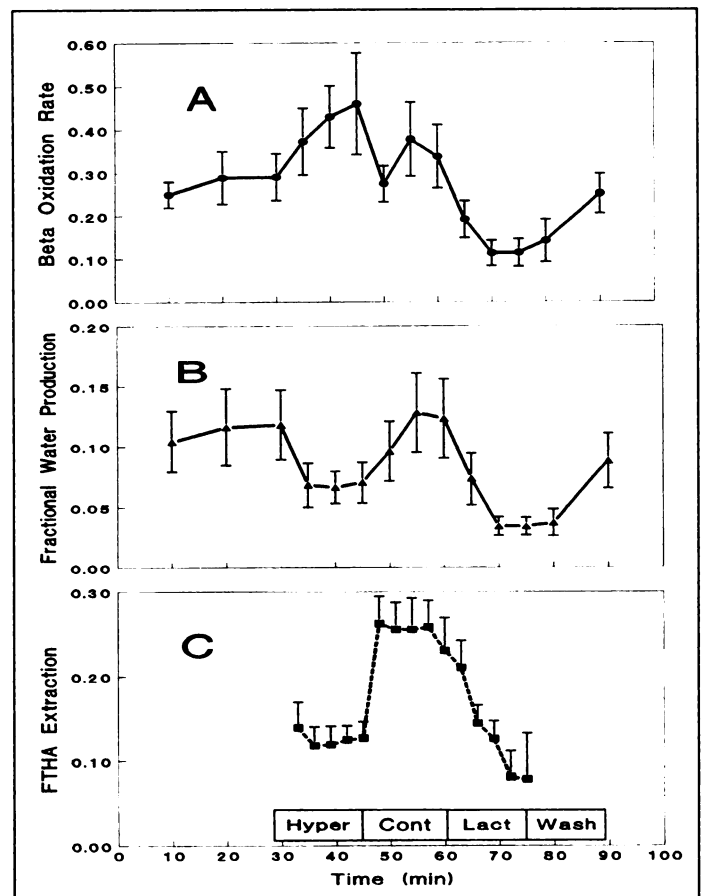 0.60
0.50
0.40
0.30
0.20
0.10
0.00
Beta Oxidation Rate
A
0.20
0.15
0.10
0.05
0.00
Fractional Water Production
B
0.30
0.20
0.10
0.00
FTHA Extraction
C
Hyper Cont Lact Wash
0 10 20 30 40 50 60 70 80 90 100
Time (min)